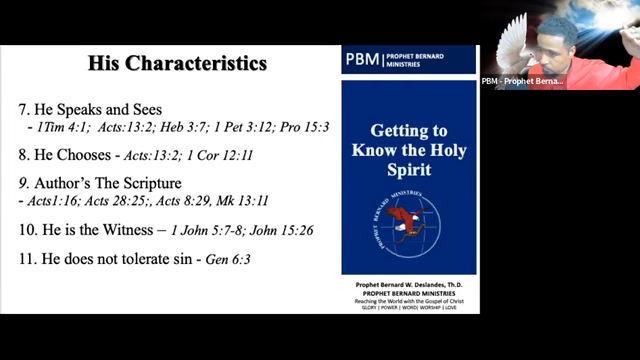 His Characteristics
7. He Speaks and Sees
- 1Tim 4:1; Acts:13:2; Heb 3:7; 1 Pet 3:12; Pro 15:3
8. He Chooses - Acts:13:2; 1 Cor 12:11
9. Author's The Scripture
- Acts1:16; Acts 28:25;, Acts 8:29, Mk 13:11
10. He is the Witness – 1 John 5:7-8; John 15:26
11. He does not tolerate sin - Gen 6:3
PBM | PROPHET BERNARD
MINISTRIES
Getting to
Know the Holy
Spirit
PROPHET BERNARD MINISTRIES
Prophet Bernard W. Deslandes, Th.D.
PROPHET BERNARD MINISTRIES
Reaching the World with the Gospel of Christ
GLORY | POWER | WORD| WORSHIP | LOVE
PBM - Prophet Berna...